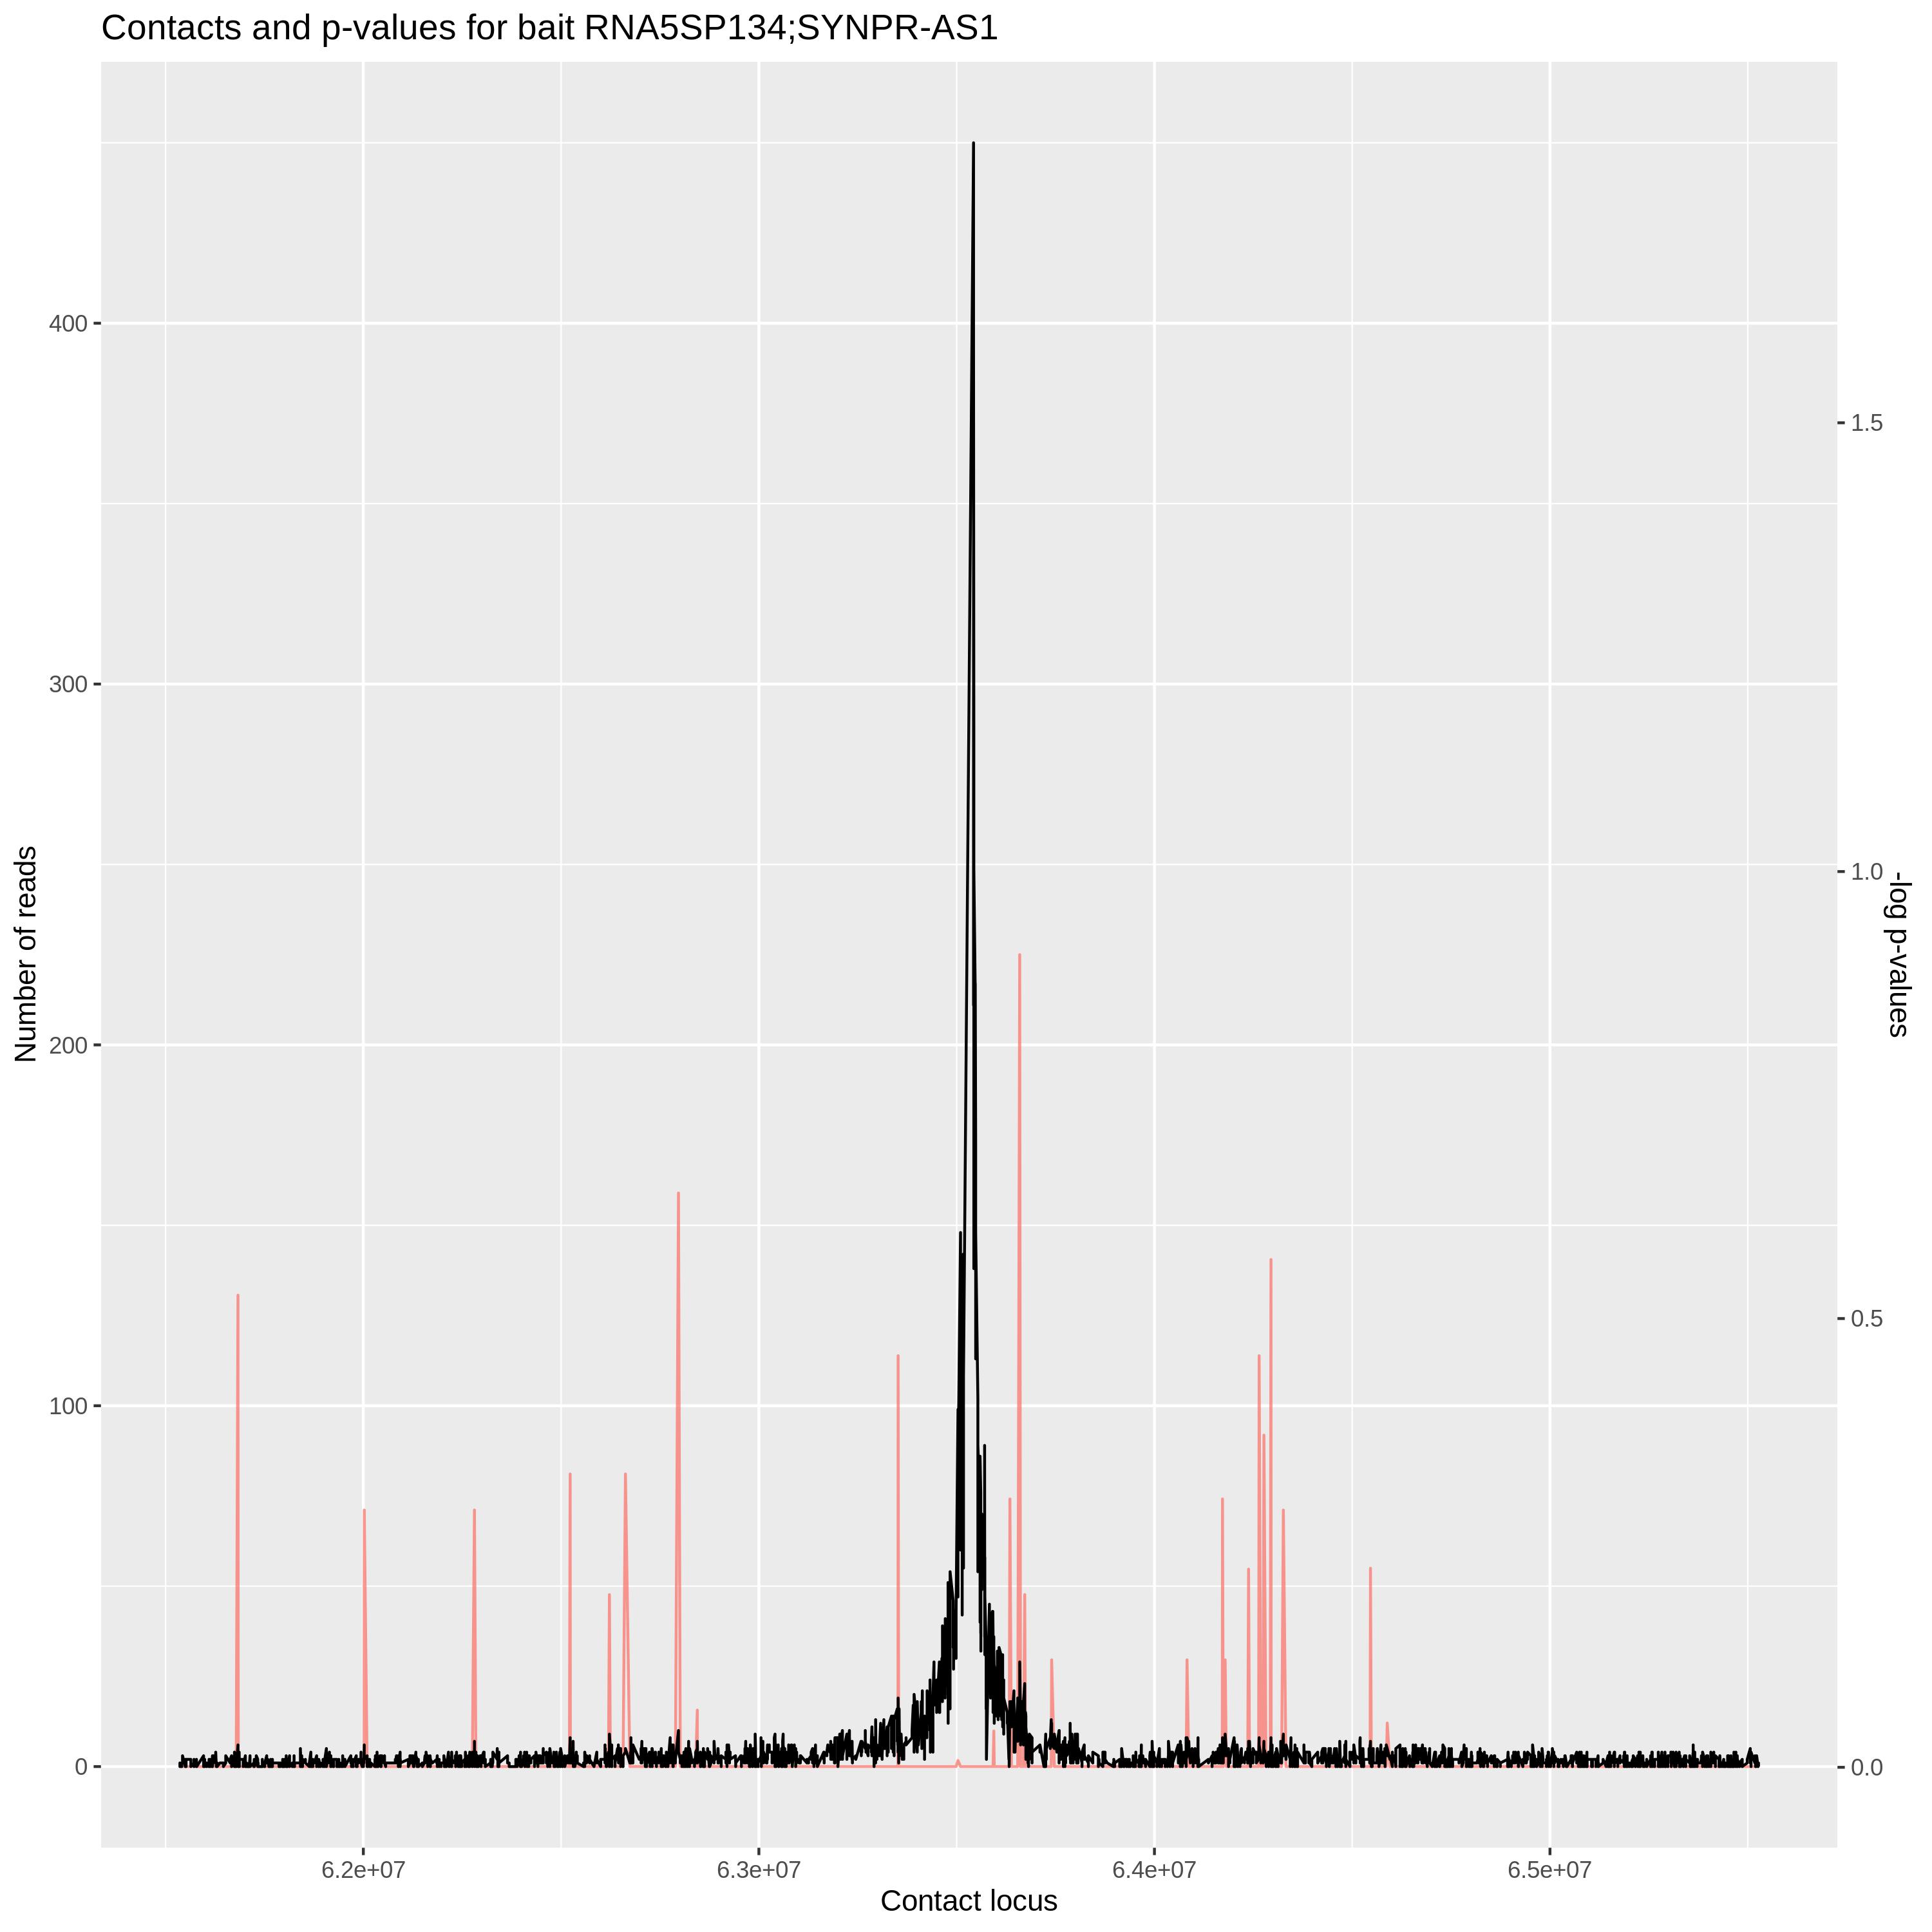 Contacts and p-values for bait RNA5SP134;SYNPR-AS1
Number of reads
400
300
200
100
0
1.5
1.0
0.5
0.0
-log p-values
6.2e+07
6.3e+07
6.4e+07
6.5e+07
Contact locus